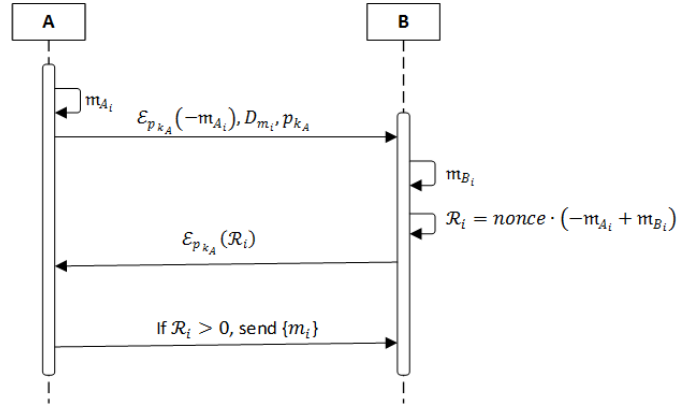 A B
𝔪_{A_i}
ℰ_{p_{k_A}}(−𝔪_{A_i}), D_{m_i}, p_{k_A}
𝔪_{B_i}
ℛ_i = nonce · (−𝔪_{A_i} + 𝔪_{B_i})
ℰ_{p_{k_A}}(ℛ_i)
If ℛ_i > 0, send {m_i}